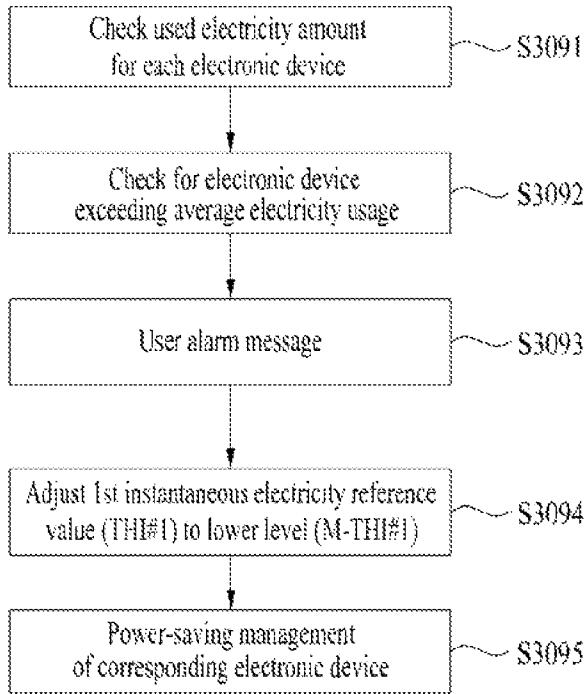 Check used electricity amount
for each electronic device
S3091
Check for electronic device
exceeding average electricity usage
S3092
User alarm message
S3093
Adjust 1st instantaneous electricity reference
value (THI#1) to lower level (M-THI#1)
S3094
Power-saving management
of corresponding electronic device
S3095